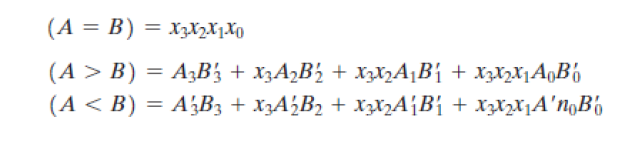 (A = B) = x₃x₂x₁x₀
(A > B) = A₃B′₃ + x₃A₂B′₂ + x₃x₂A₁B′₁ + x₃x₂x₁A₀B′₀
(A < B) = A′₃B₃ + x₃A′₂B₂ + x₃x₂A′₁B′₁ + x₃x₂x₁A'n₀B′₀